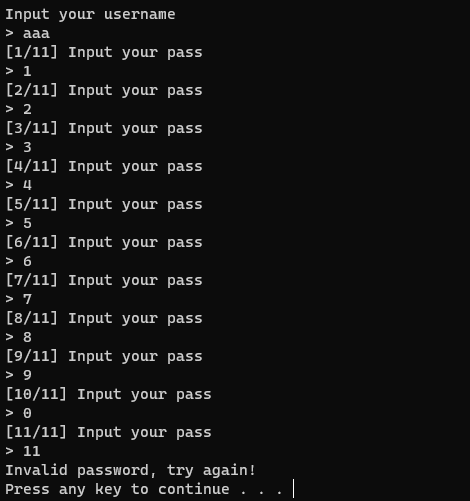 Input your username
> aaa
[1/11] Input your pass
> 1
[2/11] Input your pass
> 2
[3/11] Input your pass
> 3
[4/11] Input your pass
> 4
[5/11] Input your pass
> 5
[6/11] Input your pass
> 6
[7/11] Input your pass
> 7
[8/11] Input your pass
> 8
[9/11] Input your pass
> 9
[10/11] Input your pass
> 0
[11/11] Input your pass
> 11
Invalid password, try again!
Press any key to continue . . .